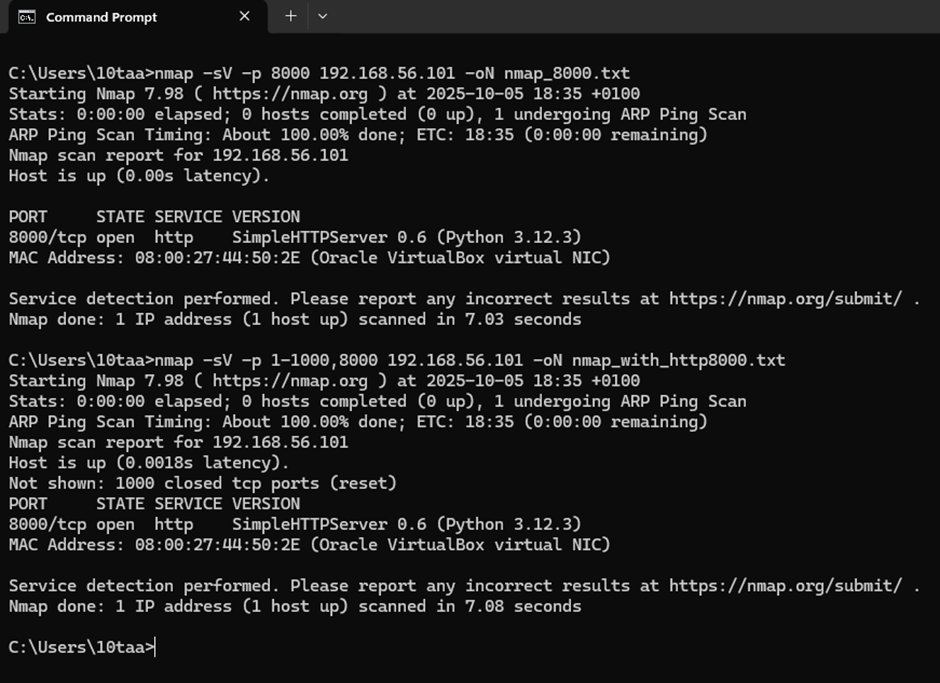 Command Prompt
C:\Users\10taa>nmap -sV -p 8000 192.168.56.101 -oN nmap_8000.txt
Starting Nmap 7.98 ( https://nmap.org ) at 2025-10-05 18:35 +0100
Stats: 0:00:00 elapsed; 0 hosts completed (0 up), 1 undergoing ARP Ping Scan
ARP Ping Scan Timing: About 100.00% done; ETC: 18:35 (0:00:00 remaining)
Nmap scan report for 192.168.56.101
Host is up (0.00s latency).
PORT     STATE SERVICE VERSION
8000/tcp open  http    SimpleHTTPServer 0.6 (Python 3.12.3)
MAC Address: 08:00:27:44:50:2E (Oracle VirtualBox virtual NIC)
Service detection performed. Please report any incorrect results at https://nmap.org/submit/ .
Nmap done: 1 IP address (1 host up) scanned in 7.03 seconds
C:\Users\10taa>nmap -sV -p 1-1000,8000 192.168.56.101 -oN nmap_with_http8000.txt
Starting Nmap 7.98 ( https://nmap.org ) at 2025-10-05 18:35 +0100
Stats: 0:00:00 elapsed; 0 hosts completed (0 up), 1 undergoing ARP Ping Scan
ARP Ping Scan Timing: About 100.00% done; ETC: 18:35 (0:00:00 remaining)
Nmap scan report for 192.168.56.101
Host is up (0.0018s latency).
Not shown: 1000 closed tcp ports (reset)
PORT     STATE SERVICE VERSION
8000/tcp open  http    SimpleHTTPServer 0.6 (Python 3.12.3)
MAC Address: 08:00:27:44:50:2E (Oracle VirtualBox virtual NIC)
Service detection performed. Please report any incorrect results at https://nmap.org/submit/ .
Nmap done: 1 IP address (1 host up) scanned in 7.08 seconds
C:\Users\10taa>